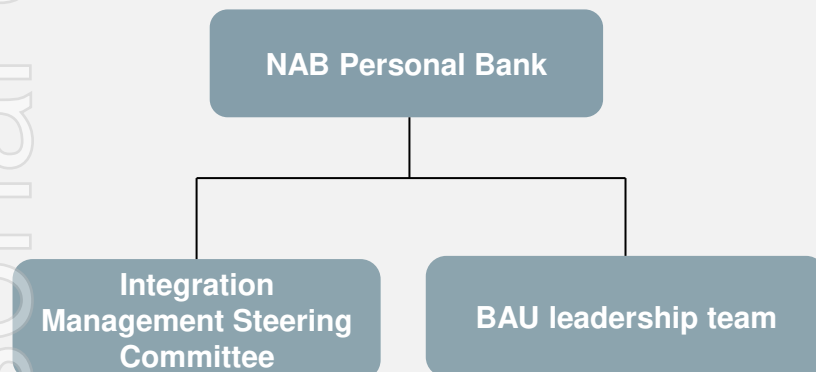 NAB Personal Bank
Integration
Management Steering
Committee
BAU leadership team